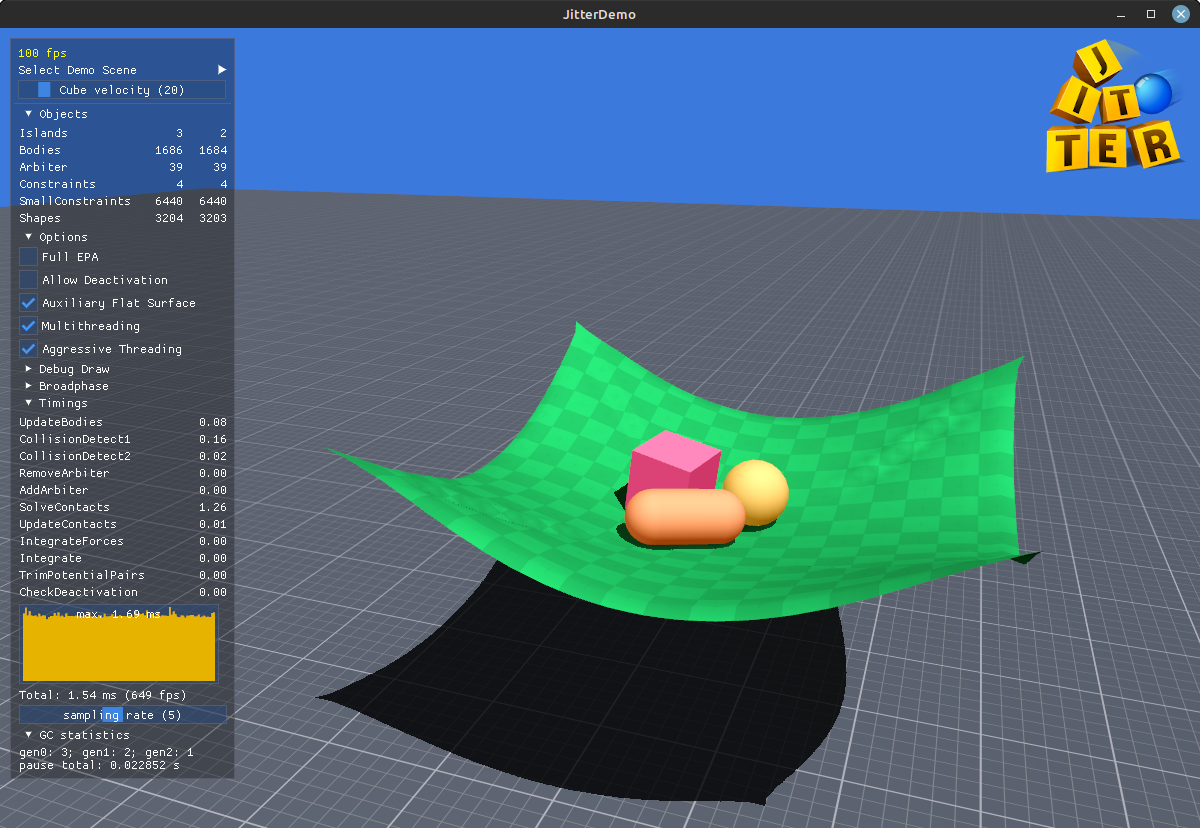 JitterDemo
100 fps
Select Demo Scene
Cube velocity (20)
Objects
Islands 3 2
Bodies 1686 1684
Arbiter 39 39
Constraints 4 4
SmallConstraints 6440 6440
Shapes 3204 3203
Options
Full EPA
Allow Deactivation
Auxiliary Flat Surface
Multithreading
Aggressive Threading
Debug Draw
Broadphase
Timings
UpdateBodies 0.08
CollisionDetect1 0.16
CollisionDetect2 0.02
RemoveArbiter 0.00
AddArbiter 0.00
SolveContacts 1.26
UpdateContacts 0.01
IntegrateForces 0.00
Integrate 0.00
TrimPotentialPairs 0.00
CheckDeactivation 0.00
max. 1.69 ms
Total: 1.54 ms (649 fps)
sampling rate (5)
GC statistics
gen0: 3; gen1: 2; gen2: 1
pause total: 0.022852 s
J
IT
TER